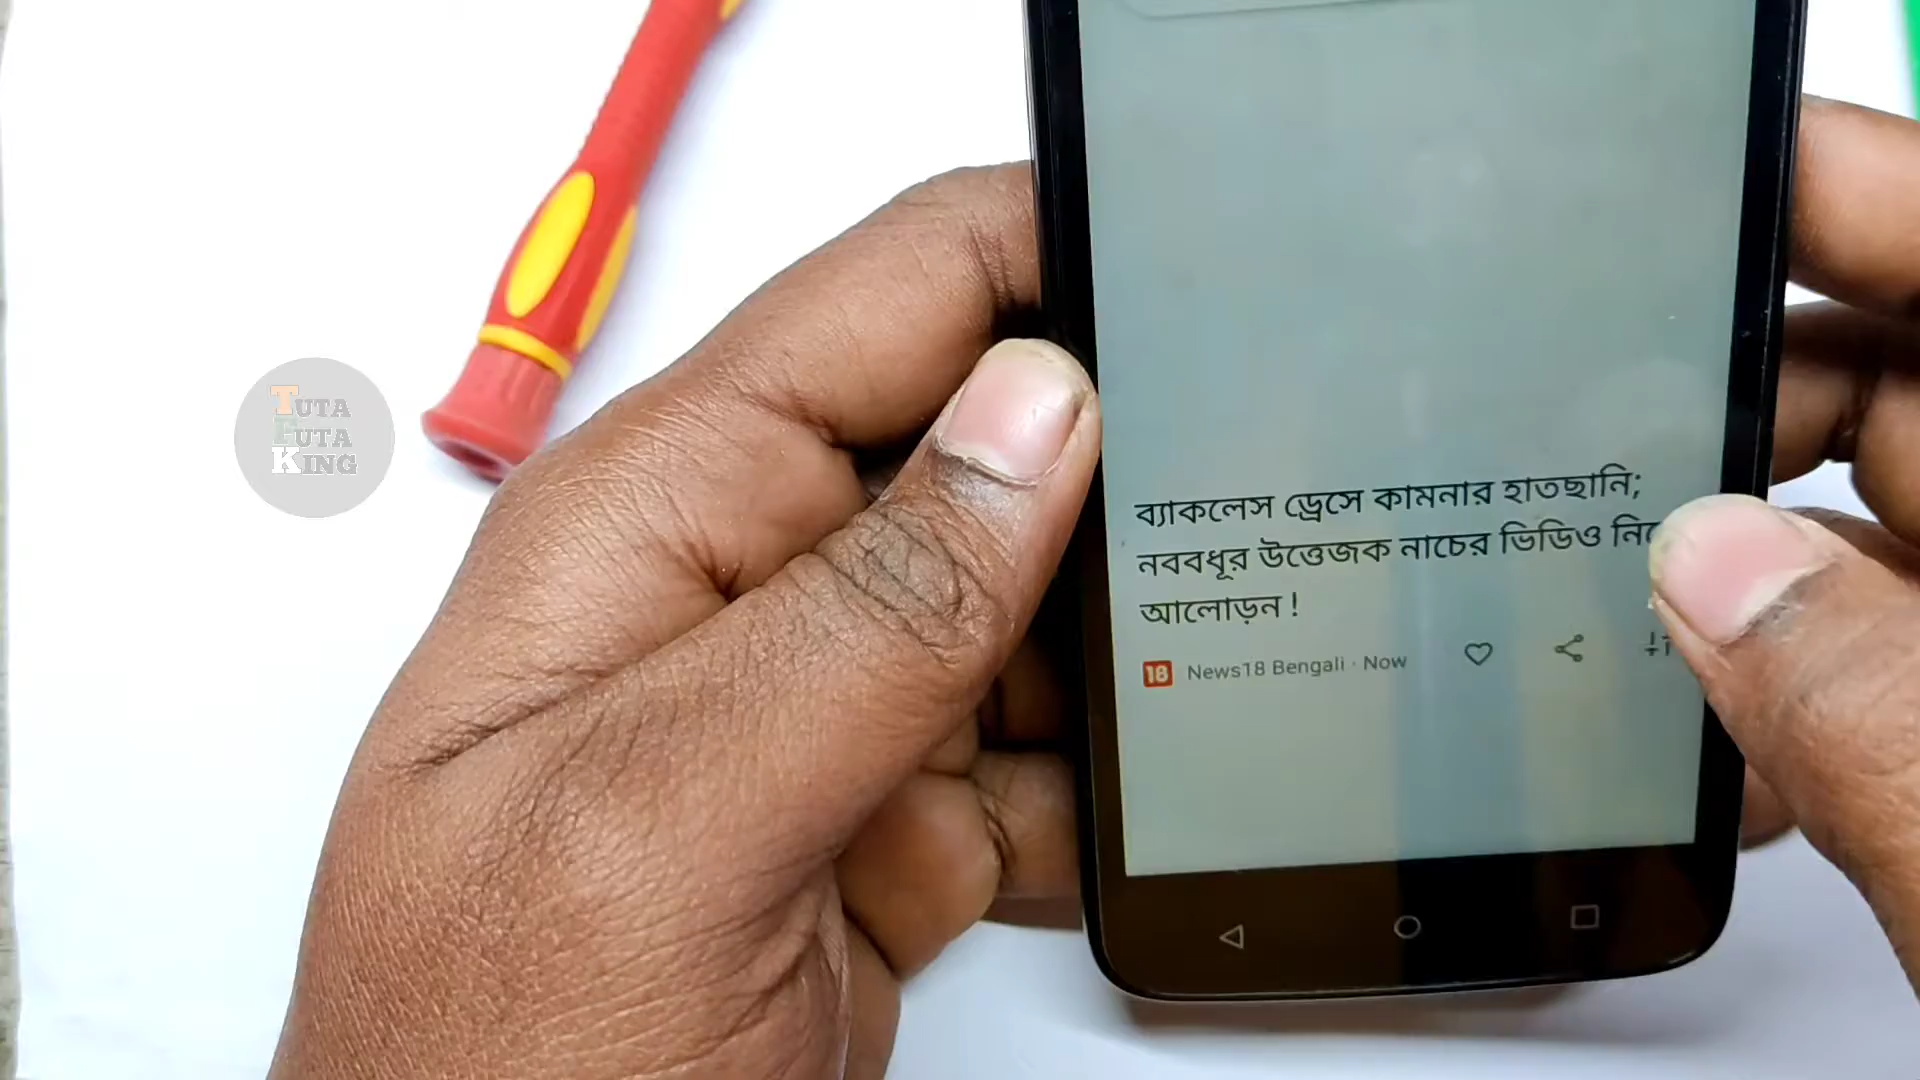 TUTA
FUTA
KING
ব্যাকলেস ড্রেসে কামনার হাতছানি;
নববধূর উত্তেজক নাচের ভিডিও
আলোড়ন !
18 News18 Bengali · Now